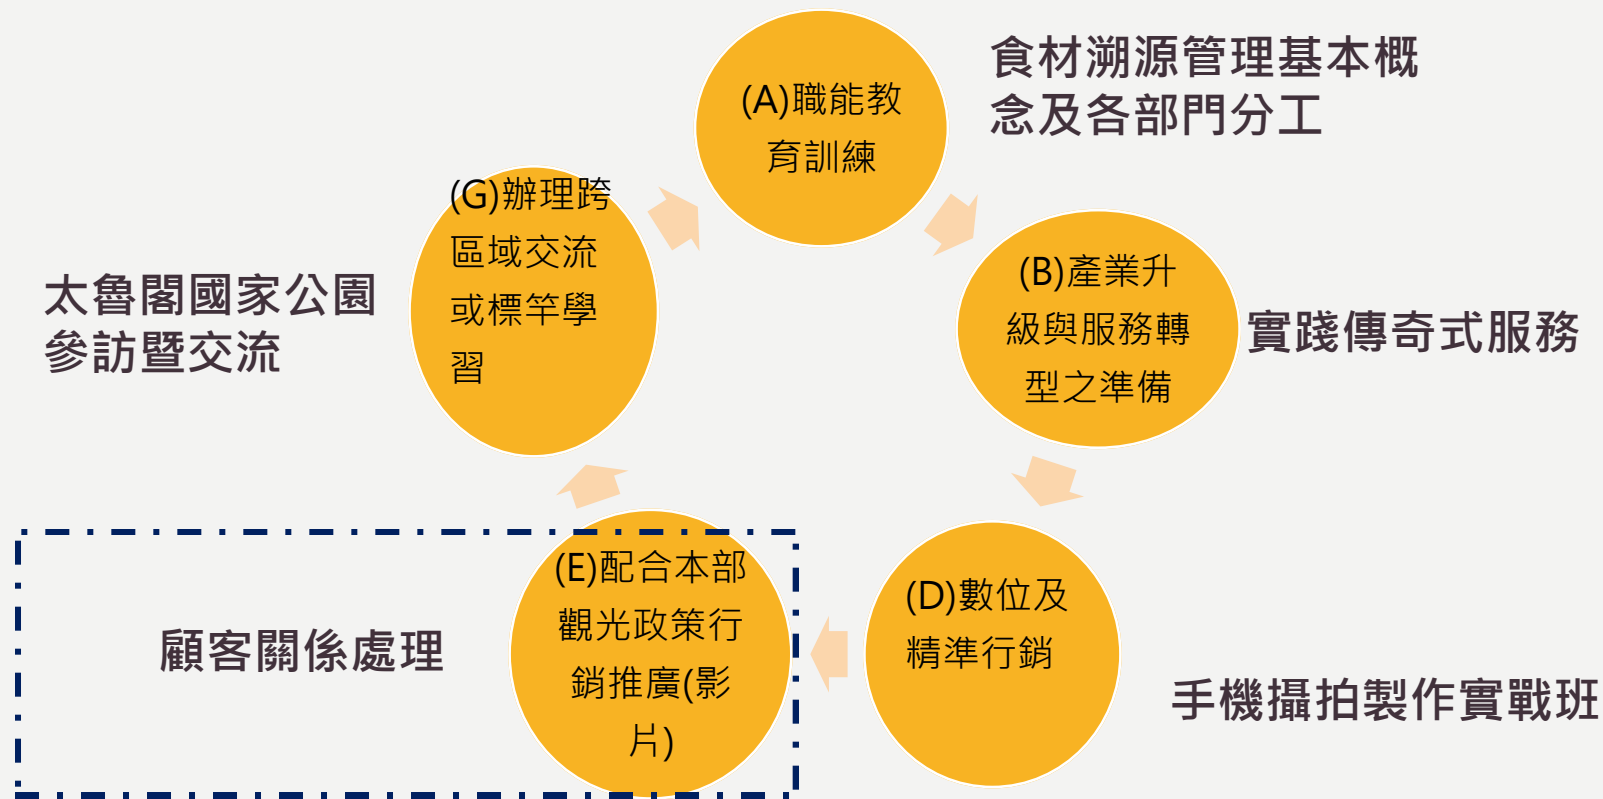 (A)職能教
育訓練
食材溯源管理基本概
念及各部門分工
(B)產業升
級與服務轉
型之準備
實踐傳奇式服務
(D)數位及
精準行銷
手機攝拍製作實戰班
(E)配合本部
觀光政策行
銷推廣(影
片)
顧客關係處理
(G)辦理跨
區域交流
或標竿學
習
太魯閣國家公園
參訪暨交流